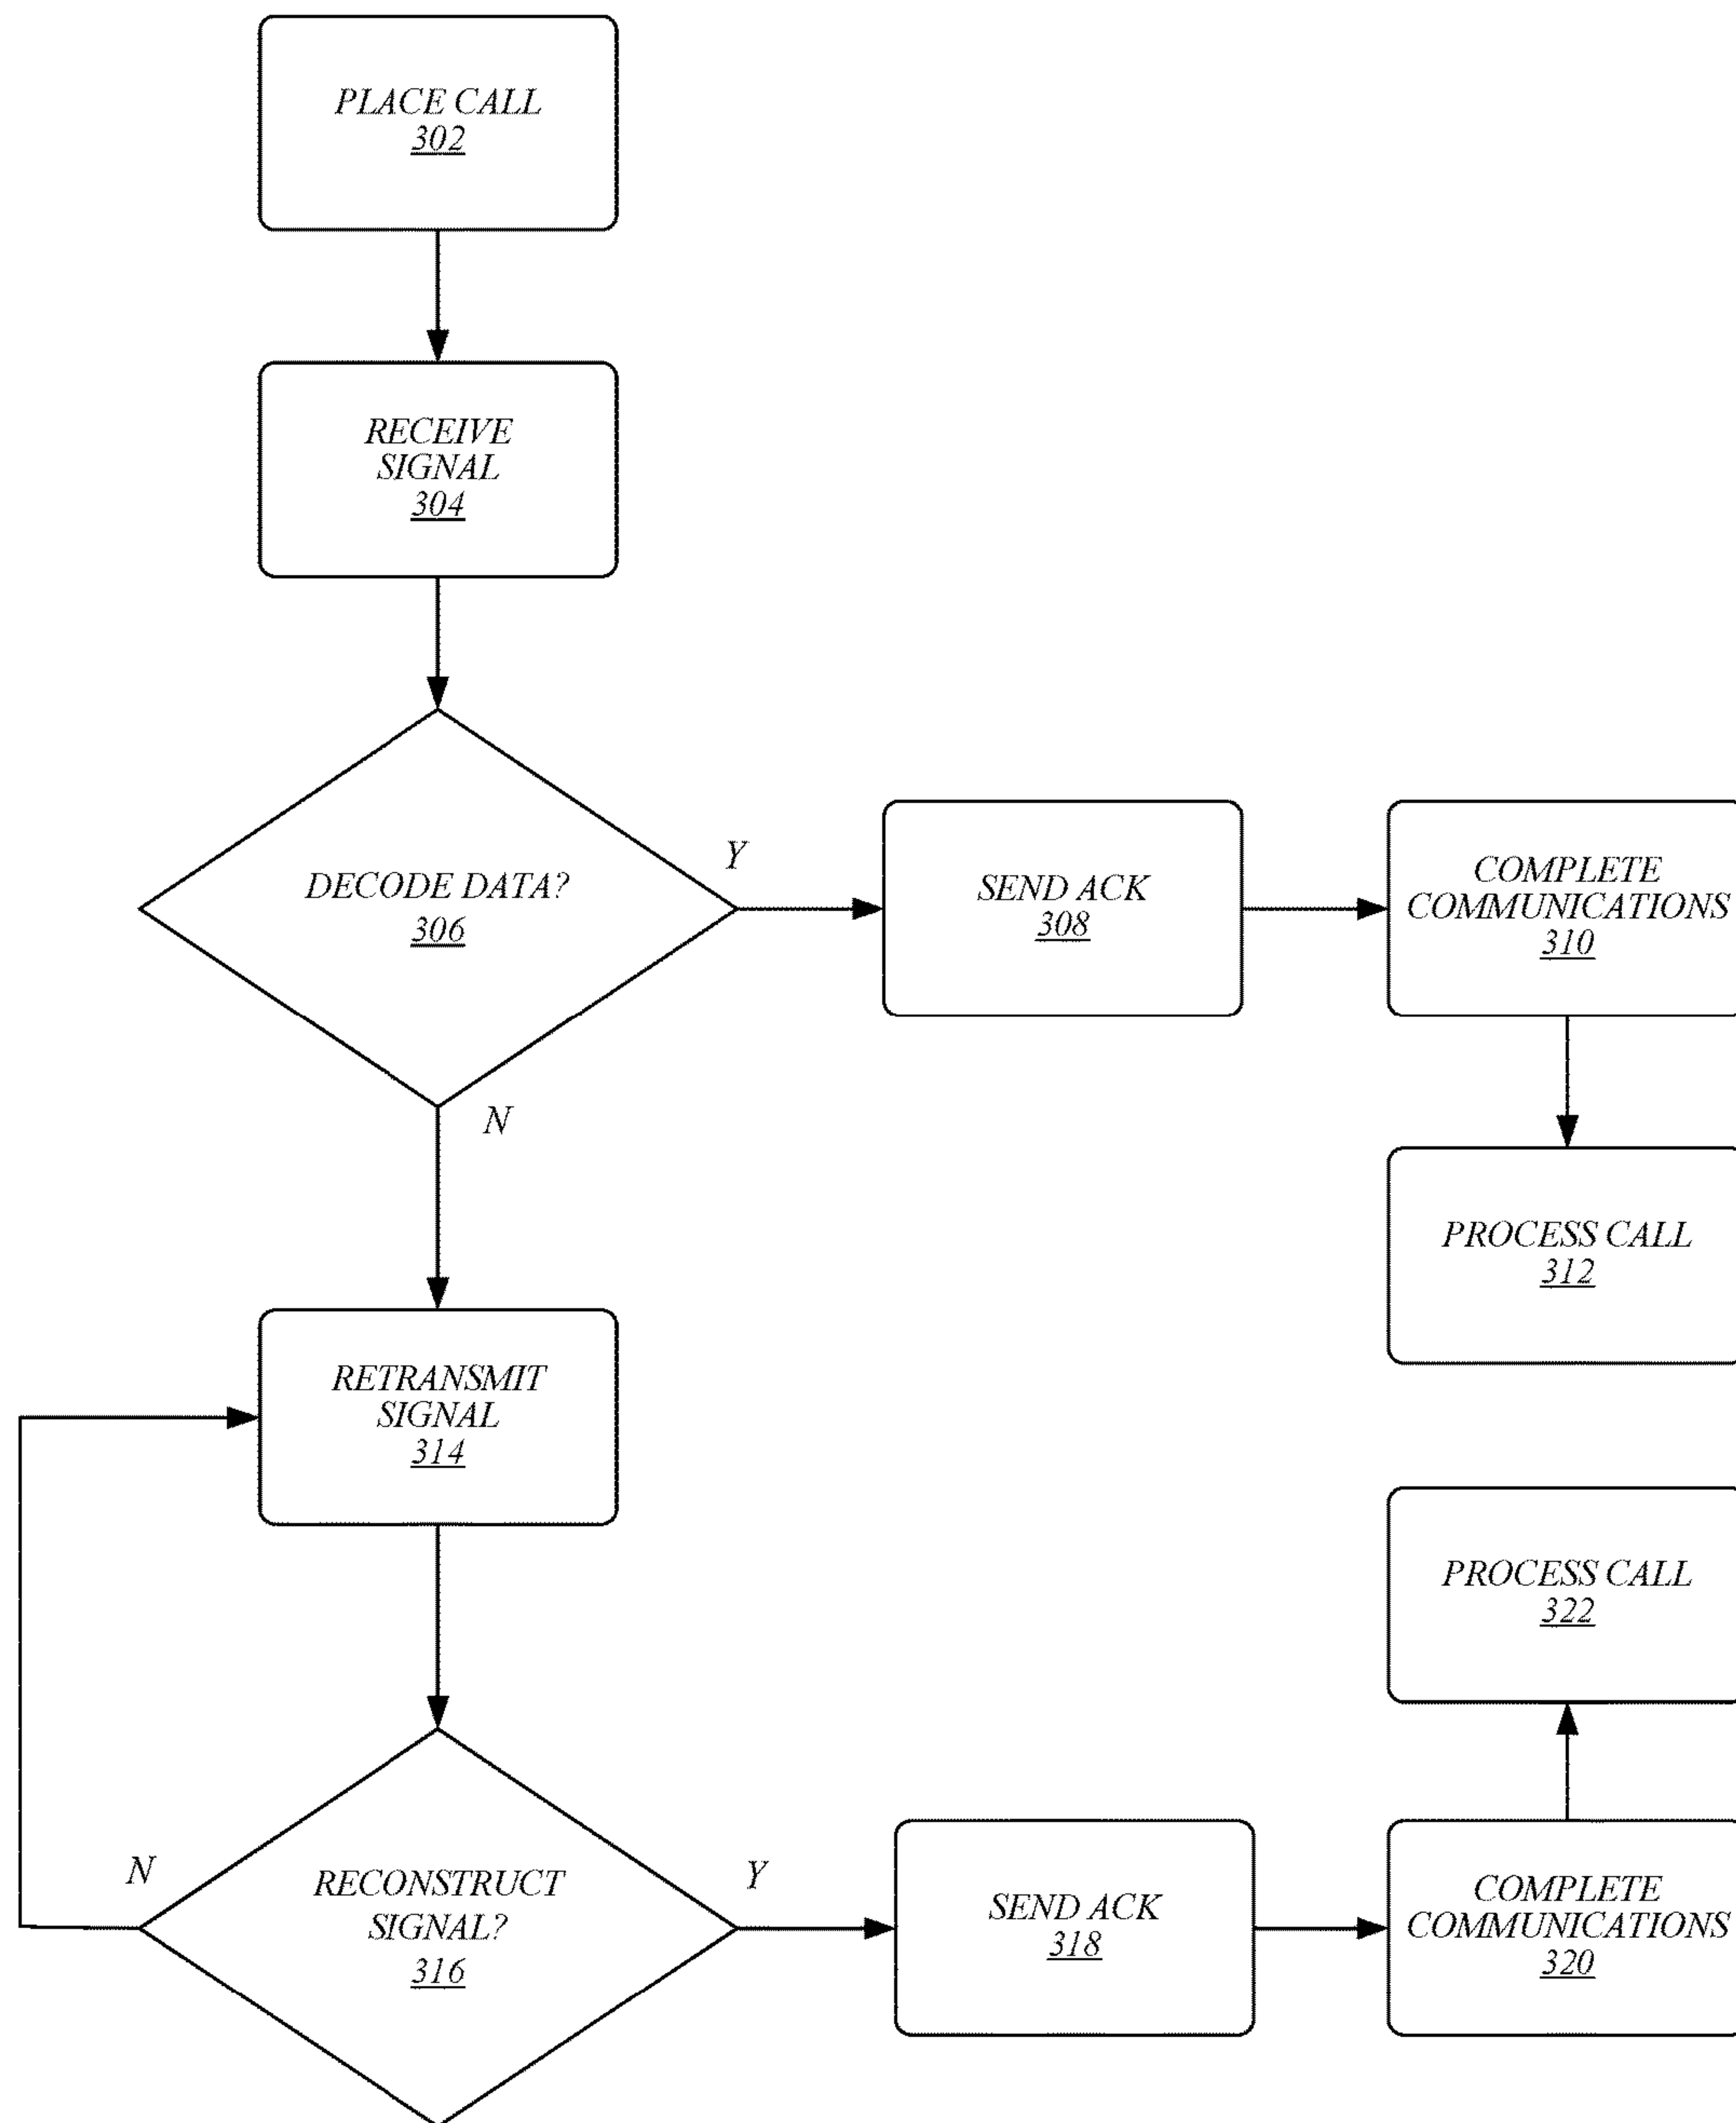 PLACE CALL
302
RECEIVE
SIGNAL
304
DECODE DATA?
306
Y
SEND ACK
308
COMPLETE
COMMUNICATIONS
310
N
PROCESS CALL
312
RETRANSMIT
SIGNAL
314
PROCESS CALL
322
N
RECONSTRUCT
SIGNAL?
316
Y
SEND ACK
318
COMPLETE
COMMUNICATIONS
320